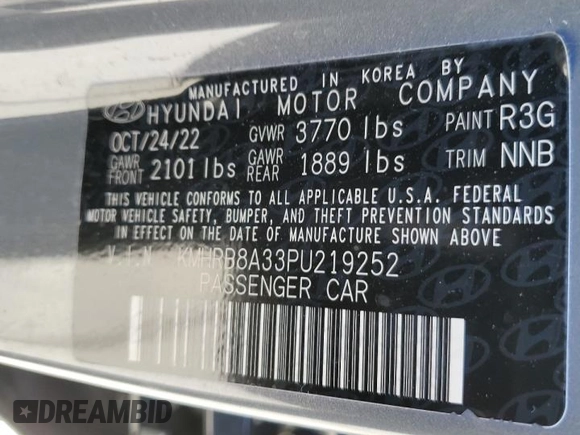 MANUFACTURED IN KOREA BY
HYUNDAI MOTOR COMPANY
OCT/24/22 GVWR 3770 lbs PAINT R3G
GAWR FRONT 2101 lbs GAWR REAR 1889 lbs TRIM NNB
THIS VEHICLE CONFORMS TO ALL APPLICABLE U.S.A. FEDERAL
MOTOR VEHICLE SAFETY, BUMPER, AND THEFT PREVENTION STANDARDS
IN EFFECT ON THE DATE OF MANUFACTURE SHOWN ABOVE.
V.I.N. KMHRB8A33PU219252
PASSENGER CAR
DREAMBID